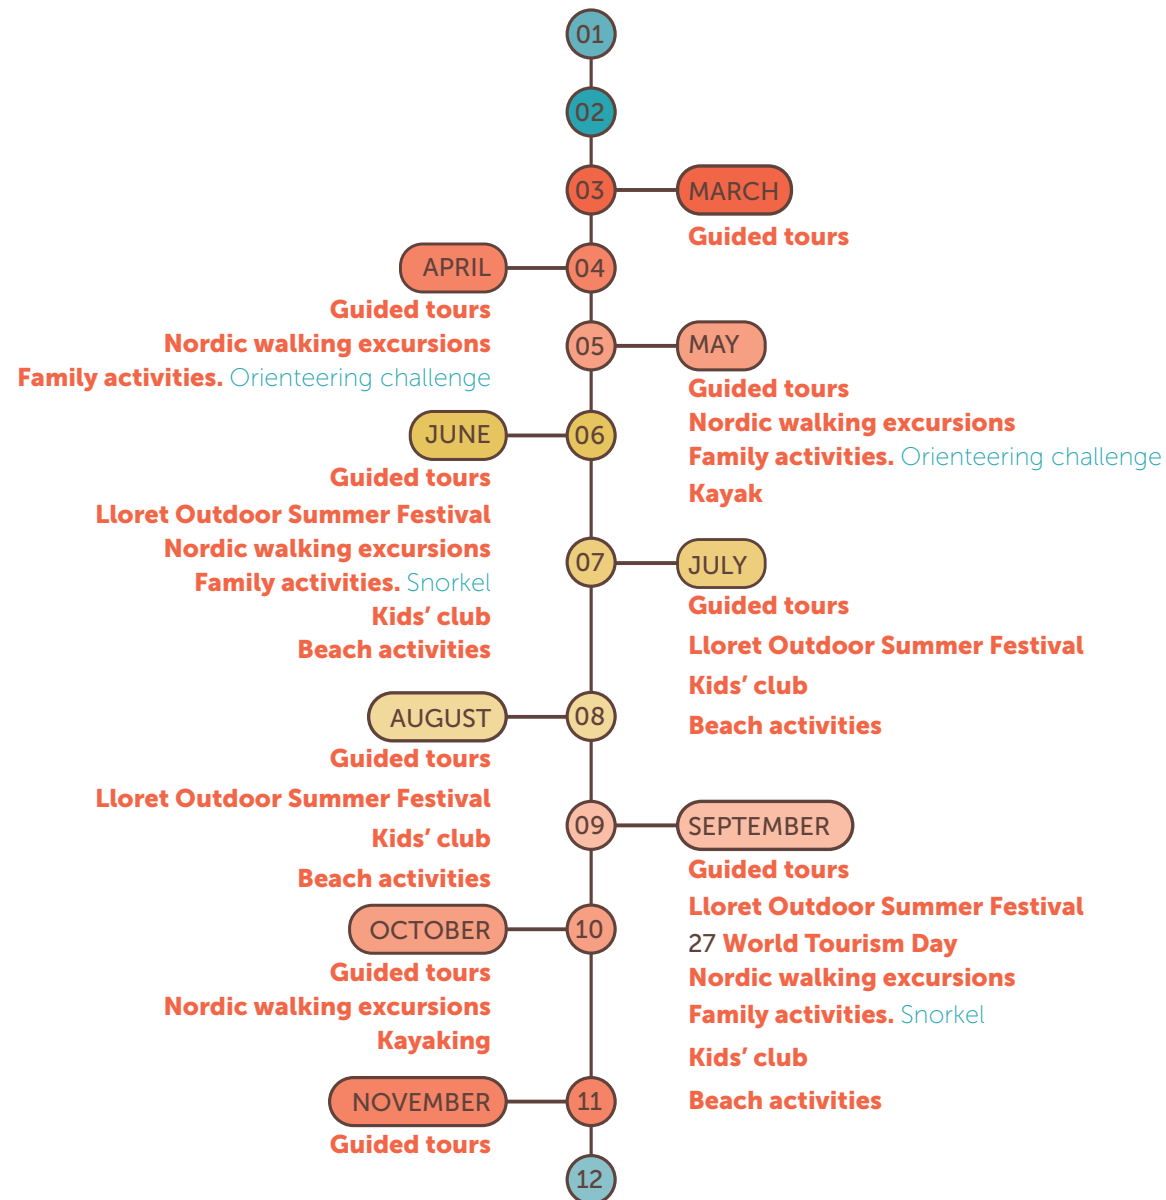 01
02
03
MARCH
Guided tours
APRIL
04
Guided tours
Nordic walking excursions
Family activities. Orienteering challenge
05
MAY
Guided tours
Nordic walking excursions
Family activities. Orienteering challenge
Kayak
JUNE
06
Guided tours
Lloret Outdoor Summer Festival
Nordic walking excursions
Family activities. Snorkel
Kids’ club
Beach activities
07
JULY
Guided tours
Lloret Outdoor Summer Festival
Kids’ club
Beach activities
AUGUST
08
Guided tours
Lloret Outdoor Summer Festival
Kids’ club
Beach activities
09
SEPTEMBER
Guided tours
Lloret Outdoor Summer Festival
27 World Tourism Day
Nordic walking excursions
Family activities. Snorkel
Kids’ club
Beach activities
OCTOBER
10
Guided tours
Nordic walking excursions
Kayaking
NOVEMBER
11
Guided tours
12